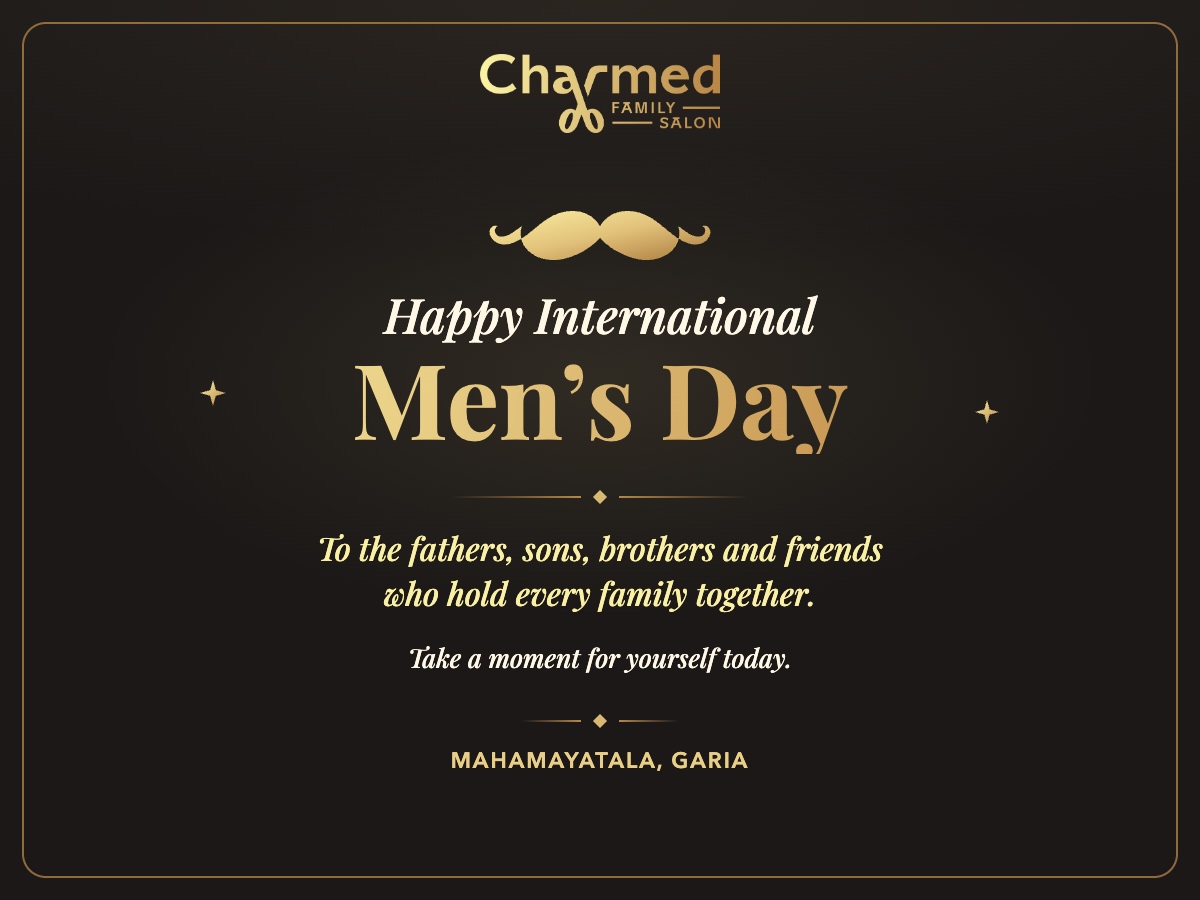 Charmed
FAMILY
SALON
Happy International
Men’s Day
To the fathers, sons, brothers and friends
who hold every family together.
Take a moment for yourself today.
MAHAMAYATALA, GARIA